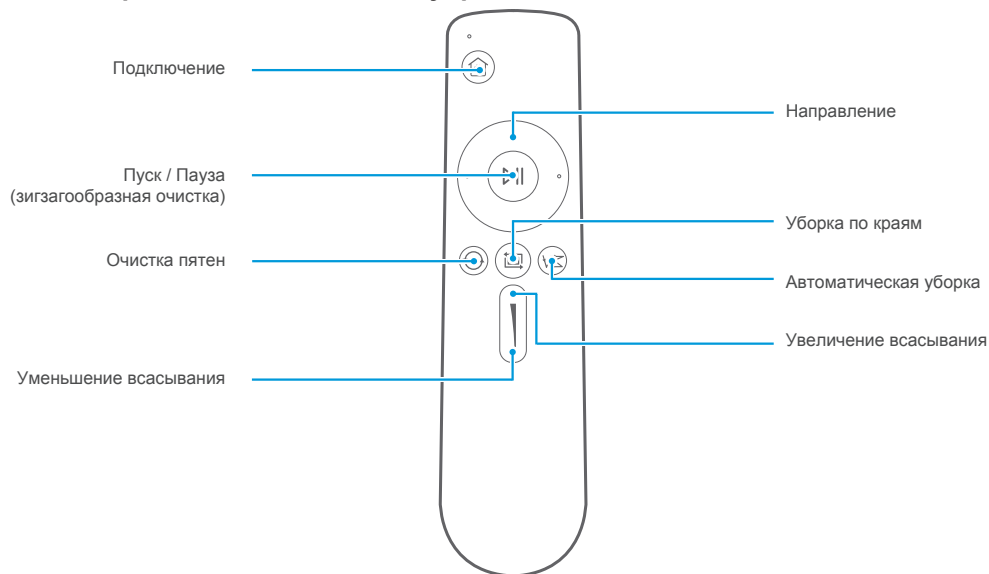 Подключение
Направление
Пуск / Пауза
(зигзагообразная очистка)
Уборка по краям
Очистка пятен
Автоматическая уборка
Увеличение всасывания
Уменьшение всасывания